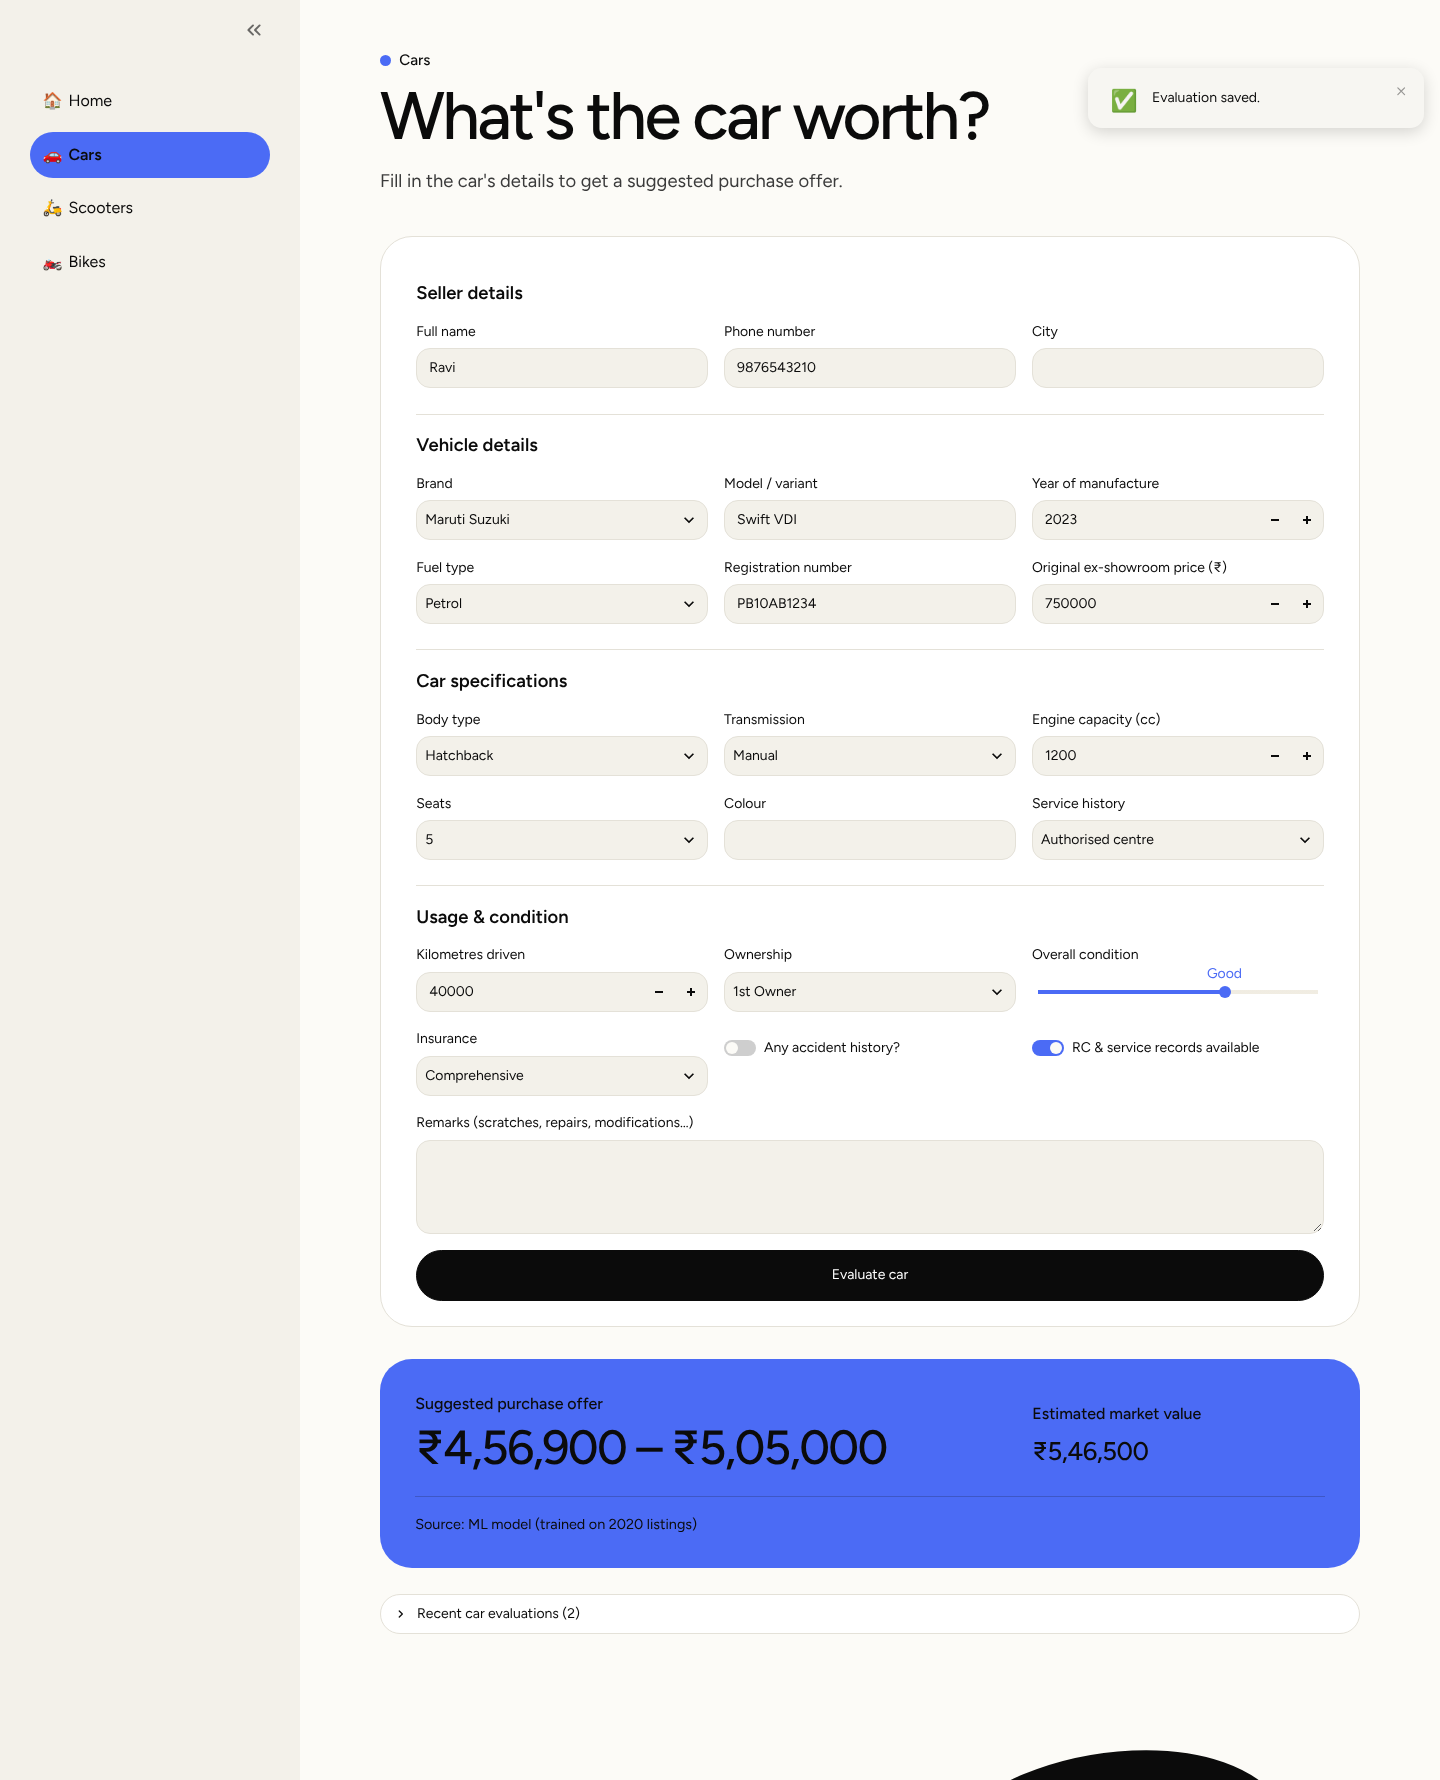 Home
Cars
Scooters
Bikes
Cars
What's the car worth?
Fill in the car's details to get a suggested purchase offer.
Evaluation saved.
Seller details
Full name Phone number City
Ravi 9876543210
Vehicle details
Brand Model / variant Year of manufacture
Maruti Suzuki Swift VDI 2023
Fuel type Registration number Original ex-showroom price (₹)
Petrol PB10AB1234 750000
Car specifications
Body type Transmission Engine capacity (cc)
Hatchback Manual 1200
Seats Colour Service history
5 Authorised centre
Usage & condition
Kilometres driven Ownership Overall condition
Good
40000 1st Owner
Insurance
Any accident history? RC & service records available
Comprehensive
Remarks (scratches, repairs, modifications…)
Evaluate car
Suggested purchase offer
₹4,56,900 – ₹5,05,000
Estimated market value
₹5,46,500
Source: ML model (trained on 2020 listings)
Recent car evaluations (2)